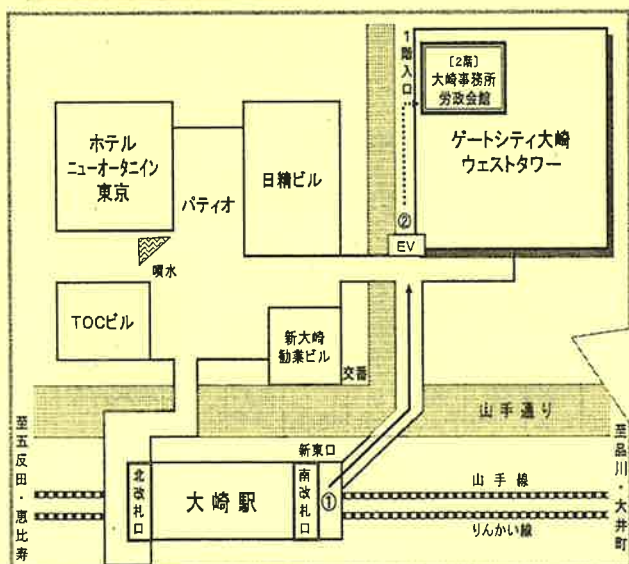 1階入口
［2階］
大崎事務所
労政会館
ゲートシティ大崎
ウェストタワー
ホテル
ニューオータニイン
東京
日精ビル
パティオ
②
EV
噴水
TOCビル
新大崎
勧業ビル
交番
山手通り
至五反田・恵比寿
至品川・大井町
新東口
北改札口
大崎駅
南改札口
①
山手線
りんかい線